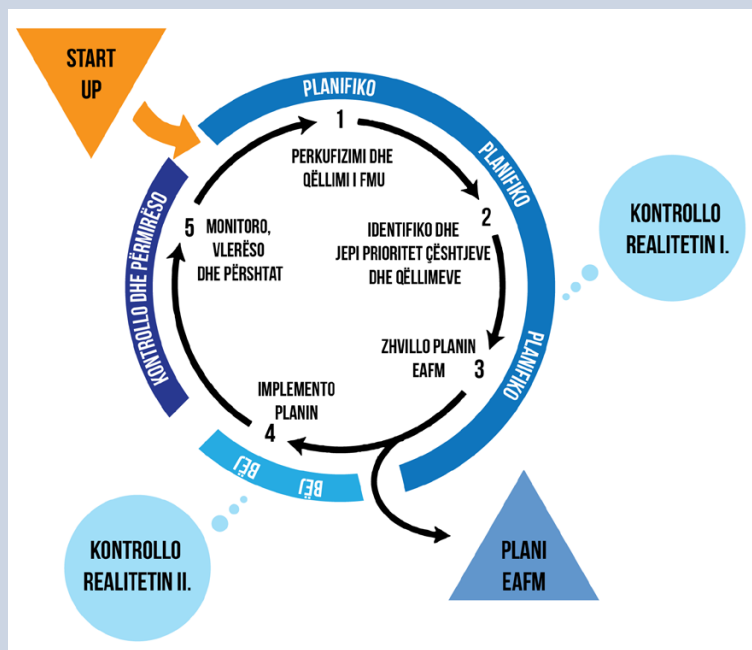 START
UP
PLANIFIKO
1
PERKUFIZIMI DHE
QËLLIMI I FMU
PLANIFIKO
2
IDENTIFIKO DHE
JEPI PRIORITET ÇËSHTJEVE
DHE QËLLIMEVE
KONTROLLO
REALITETIN I.
PLANIFIKO
ZHVILLO PLANIN
EAFM
3
PLANI
EAFM
IMPLEMENTO
PLANIN
4
BËJ
BËJ
KONTROLLO
REALITETIN II.
5
MONITORO,
VLERËSO
DHE PËRSHTAT
KONTROLLO DHE PËRMIRËSO